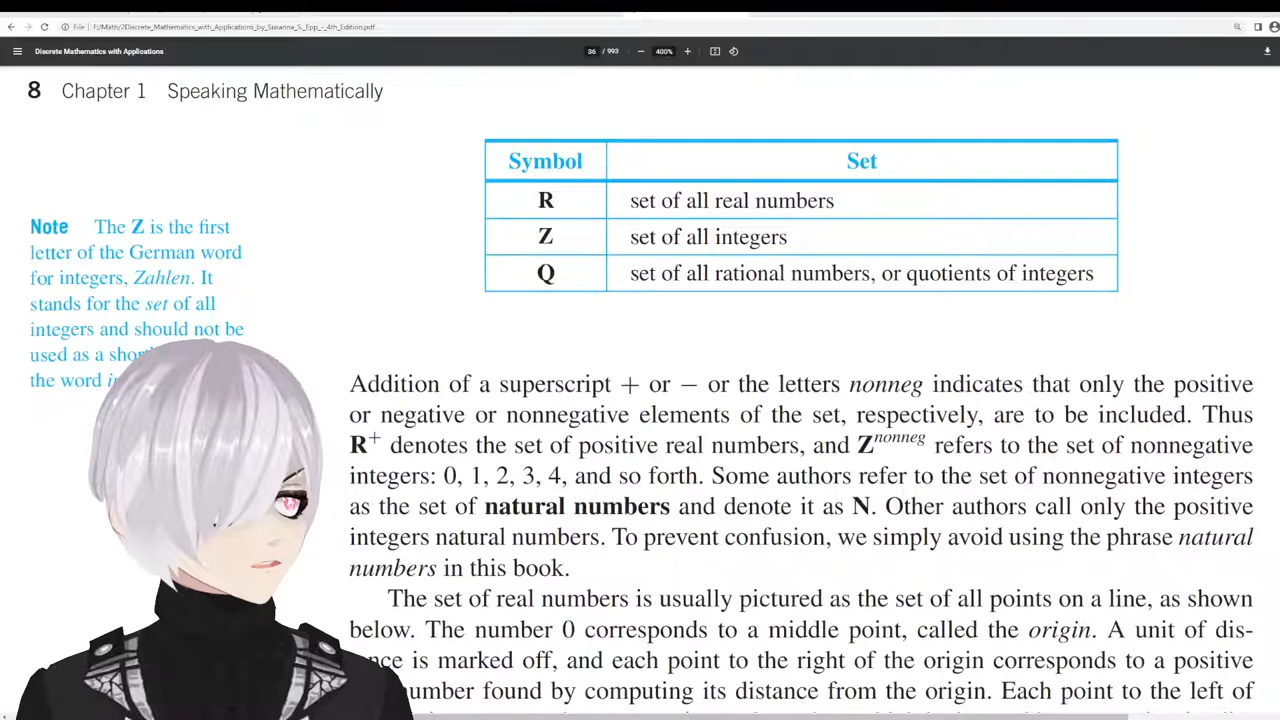 File F:/Math/2Discrete_Mathematics_with_Applications_by_Susanna_S._Epp_-_4th_Edition.pdf
Discrete Mathematics with Applications 36 / 993 − 400% +
8 Chapter 1 Speaking Mathematically
Symbol Set
R set of all real numbers
Z set of all integers
Q set of all rational numbers, or quotients of integers
Note The Z is the first
letter of the German word
for integers, Zahlen. It
stands for the set of all
integers and should not be
used as a
the word
Addition of a superscript + or − or the letters nonneg indicates that only the positive
or negative or nonnegative elements of the set, respectively, are to be included. Thus
R⁺ denotes the set of positive real numbers, and Zⁿᵒⁿⁿᵉᵍ refers to the set of nonnegative
integers: 0, 1, 2, 3, 4, and so forth. Some authors refer to the set of nonnegative integers
as the set of natural numbers and denote it as N. Other authors call only the positive
integers natural numbers. To prevent confusion, we simply avoid using the phrase natural
numbers in this book.
The set of real numbers is usually pictured as the set of all points on a line, as shown
below. The number 0 corresponds to a middle point, called the origin. A unit of dis-
is marked off, and each point to the right of the origin corresponds to a positive
number found by computing its distance from the origin. Each point to the left of